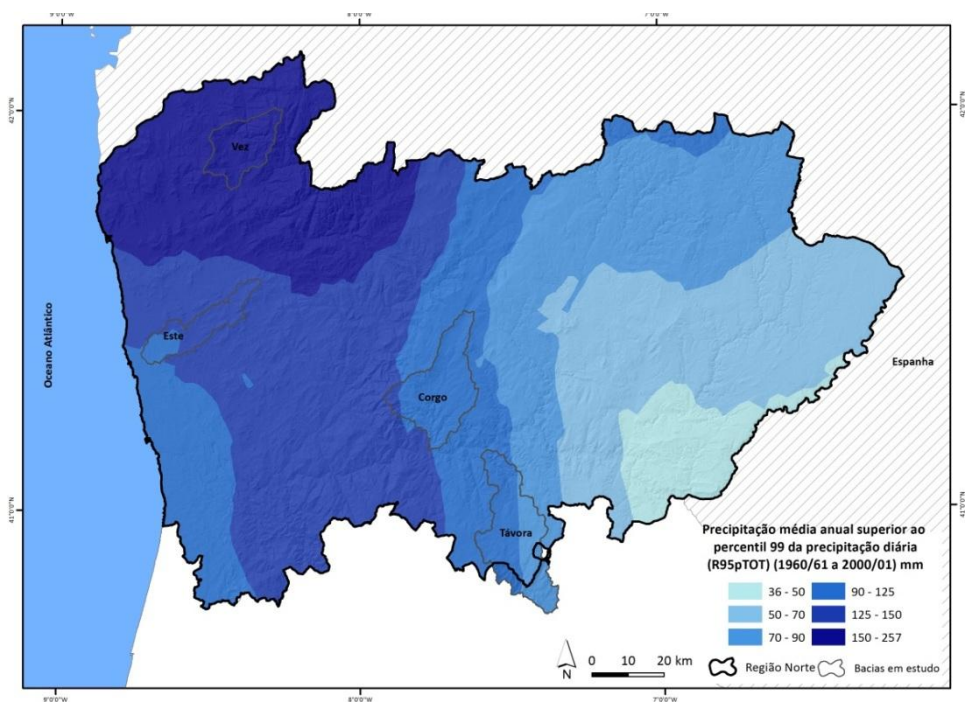 9°0'0"W
8°0'0"W
7°0'0"W
42°0'0"N
42°0'0"N
Vez
Oceano Atlântico
Este
Espanha
Corgo
41°0'0"N
41°0'0"N
Távora
Precipitação média anual superior ao
percentil 99 da precipitação diária
(R95pTOT) (1960/61 a 2000/01) mm
36 - 50
90 - 125
50 - 70
125 - 150
70 - 90
150 - 257
N
0 10 20 km
Região Norte
Bacias em estudo
9°0'0"W
8°0'0"W
7°0'0"W